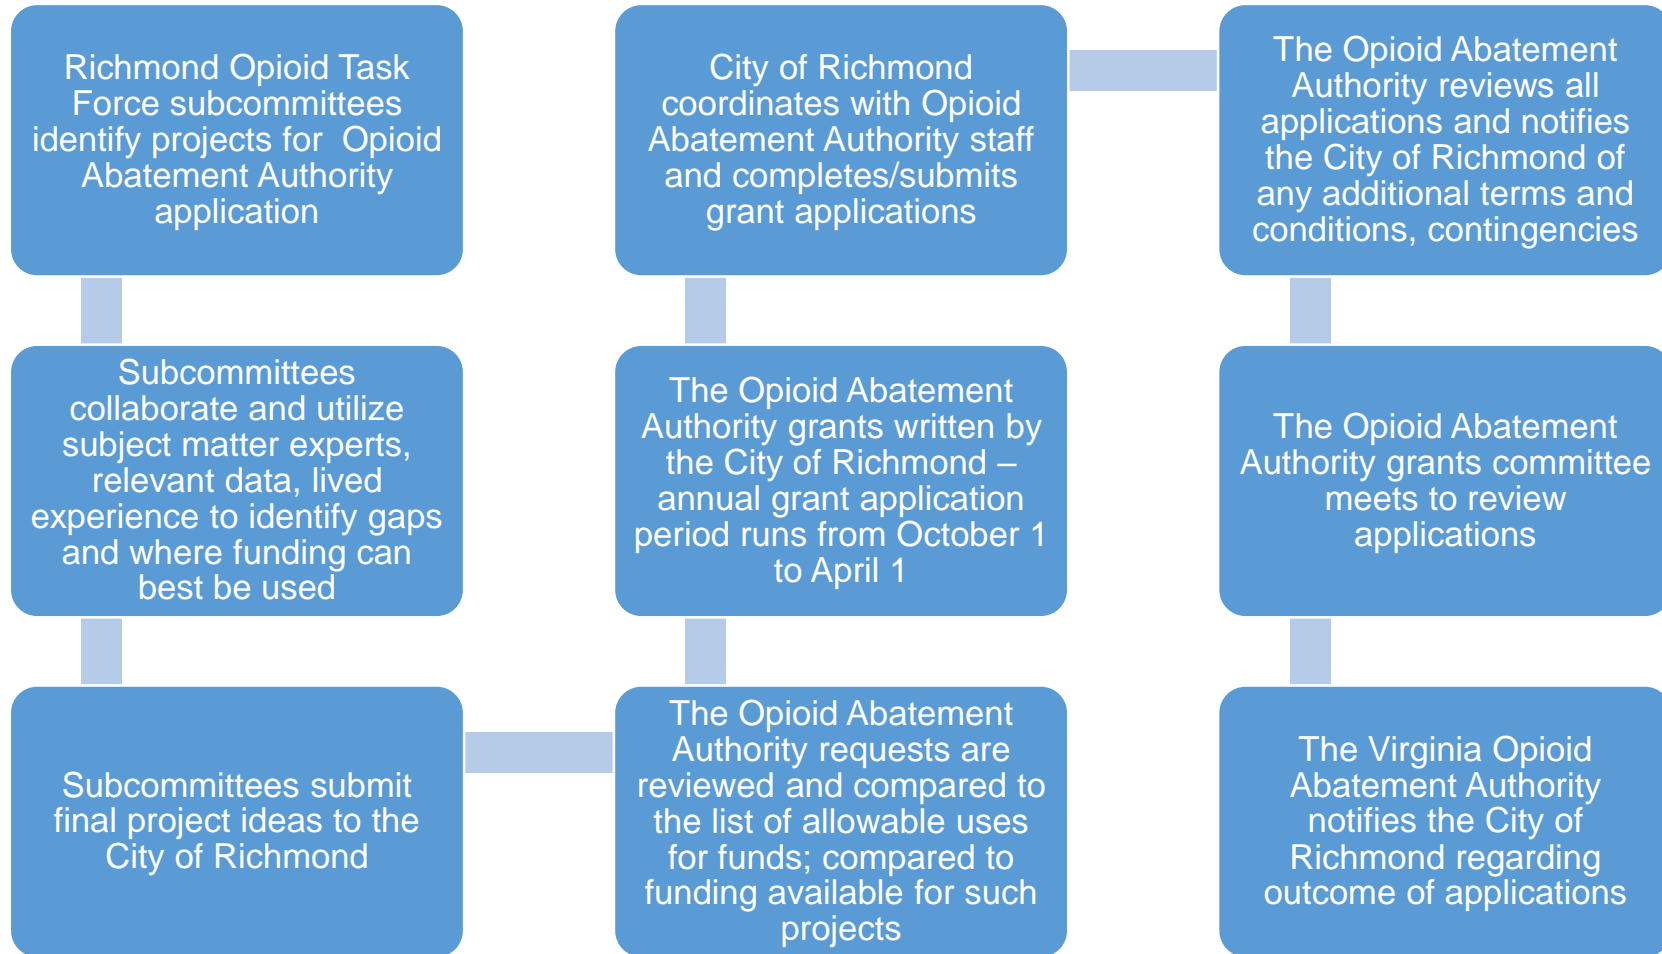 Richmond Opioid Task
Force subcommittees
identify projects for Opioid
Abatement Authority
application
Subcommittees
collaborate and utilize
subject matter experts,
relevant data, lived
experience to identify gaps
and where funding can
best be used
Subcommittees submit
final project ideas to the
City of Richmond
The Opioid Abatement
Authority requests are
reviewed and compared to
the list of allowable uses
for funds; compared to
funding available for such
projects
The Opioid Abatement
Authority grants written by
the City of Richmond –
annual grant application
period runs from October 1
to April 1
City of Richmond
coordinates with Opioid
Abatement Authority staff
and completes/submits
grant applications
The Opioid Abatement
Authority reviews all
applications and notifies
the City of Richmond of
any additional terms and
conditions, contingencies
The Opioid Abatement
Authority grants committee
meets to review
applications
The Virginia Opioid
Abatement Authority
notifies the City of
Richmond regarding
outcome of applications